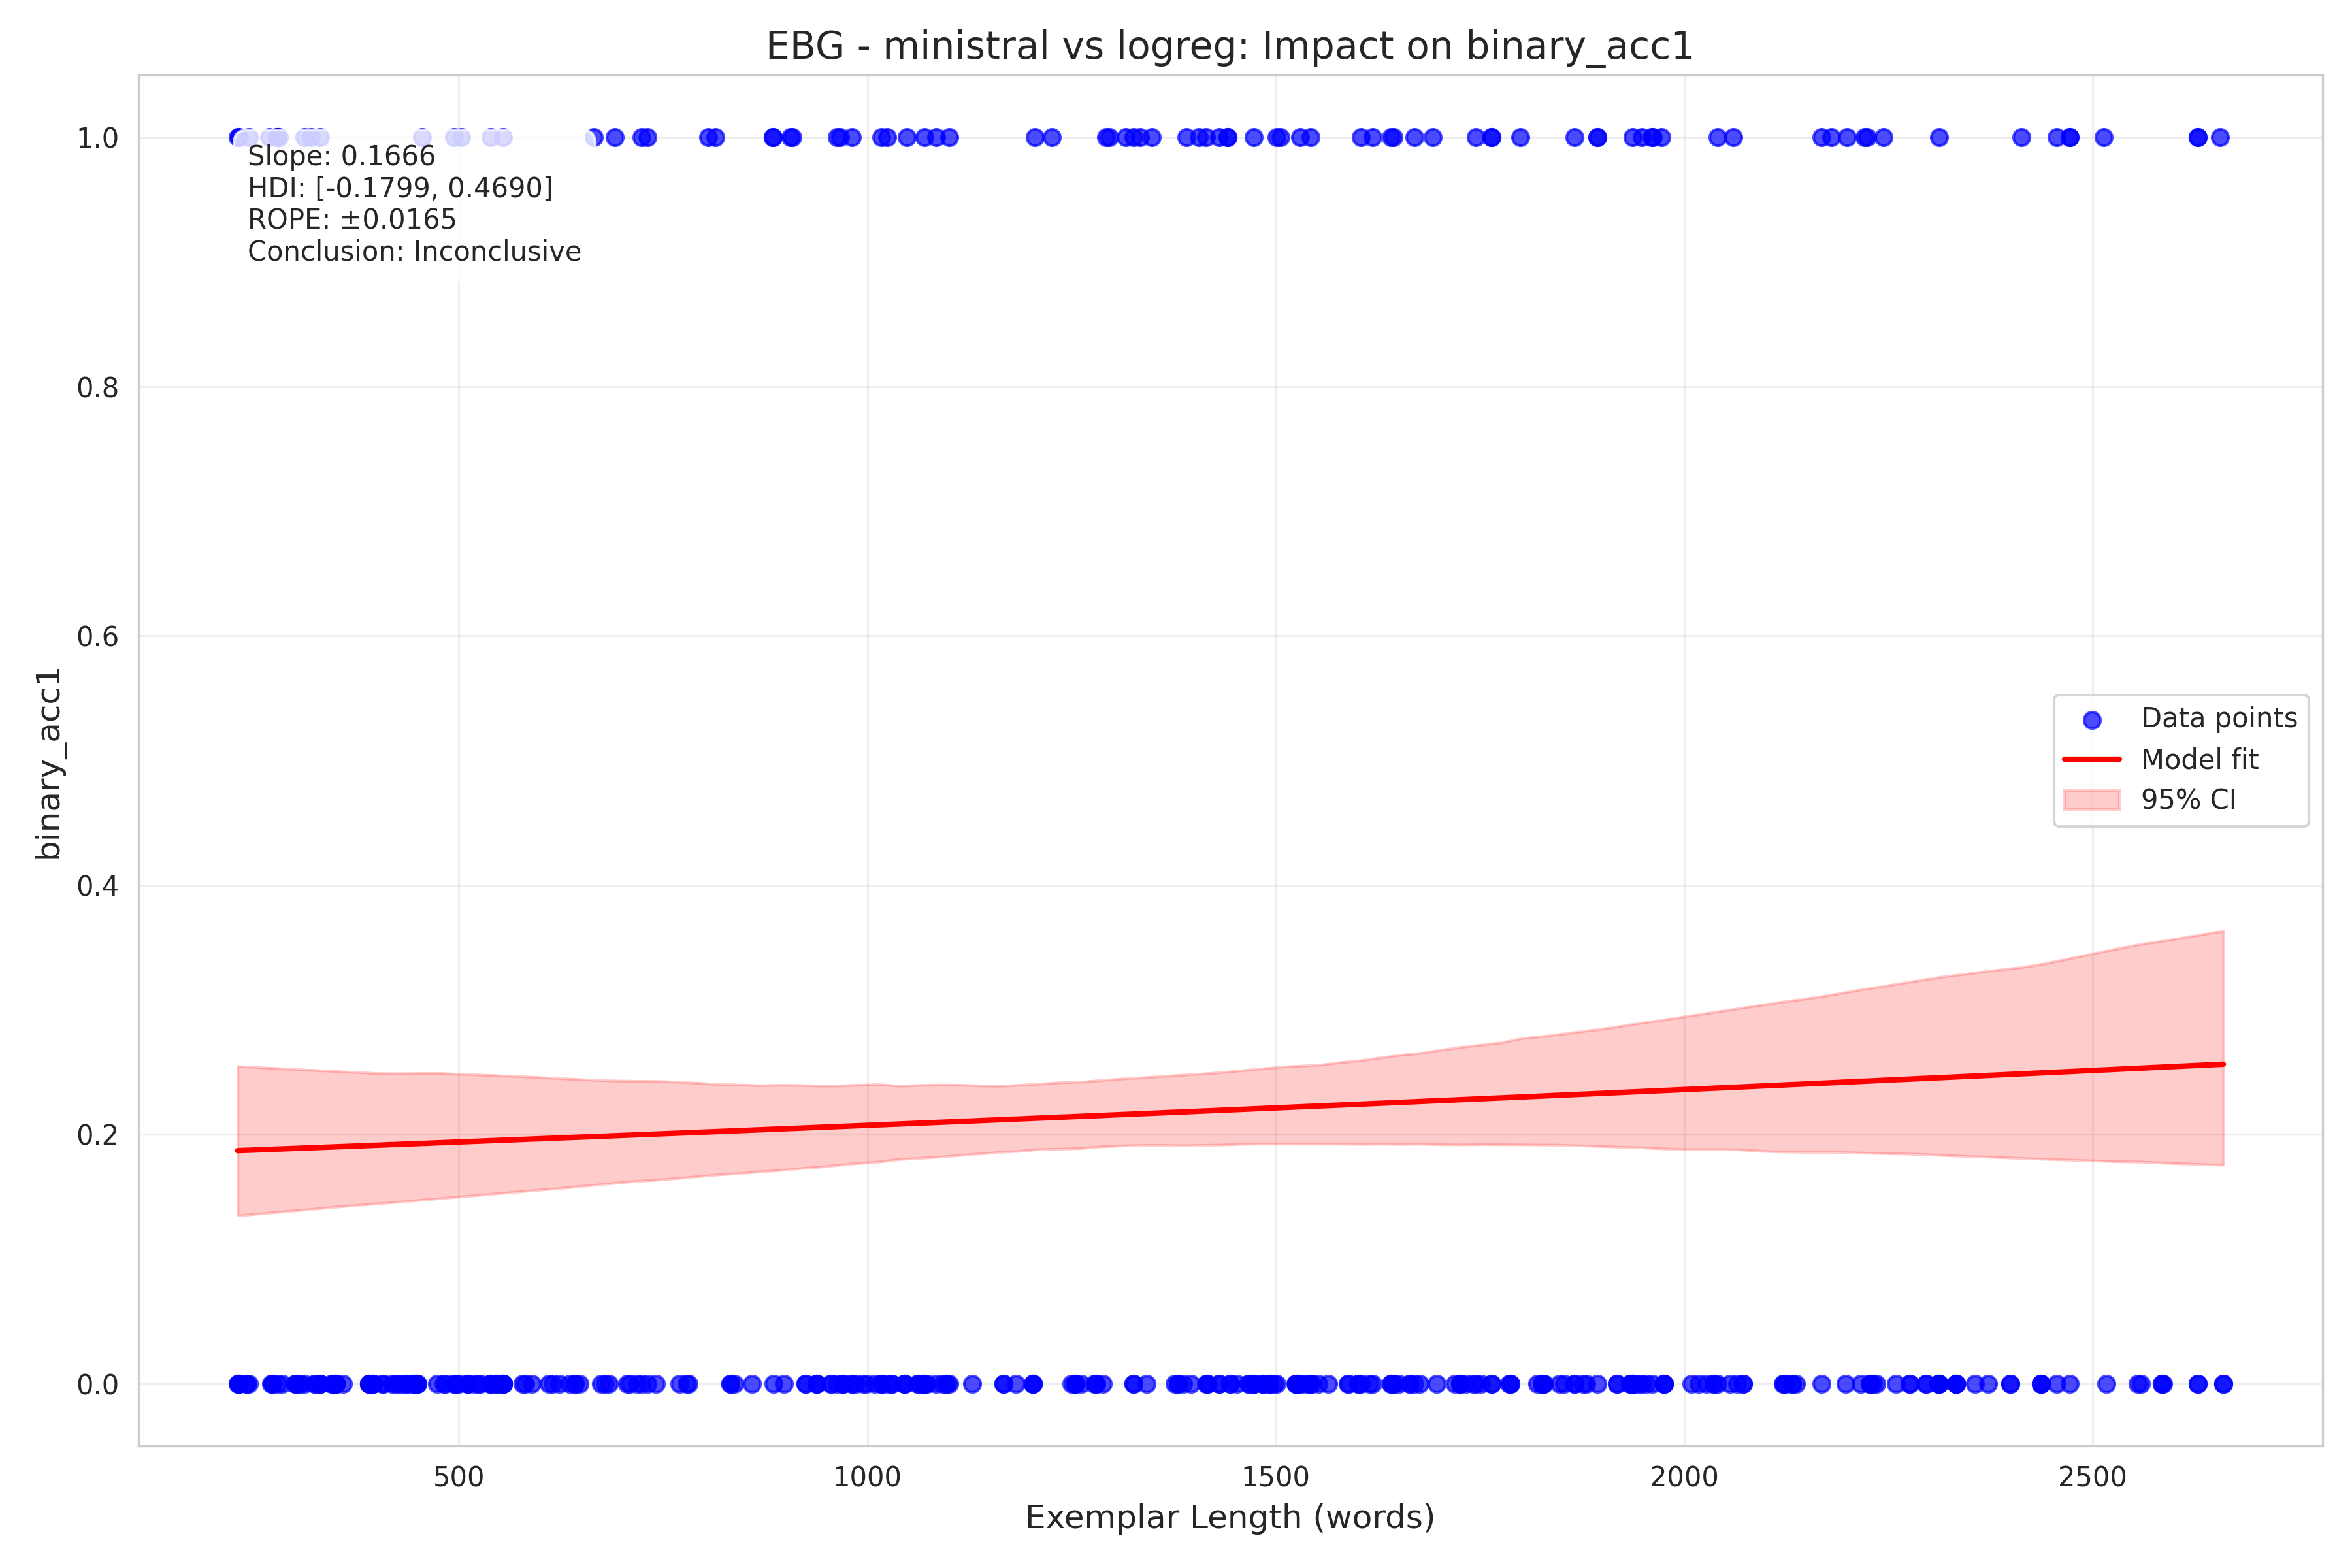 EBG - ministral vs logreg: Impact on binary_acc1
1.0
0.8
0.6
0.4
0.2
0.0
binary_acc1
Slope: 0.1666
HDI: [-0.1799, 0.4690]
ROPE: ±0.0165
Conclusion: Inconclusive
Data points
Model fit
95% CI
500
1000
1500
2000
2500
Exemplar Length (words)